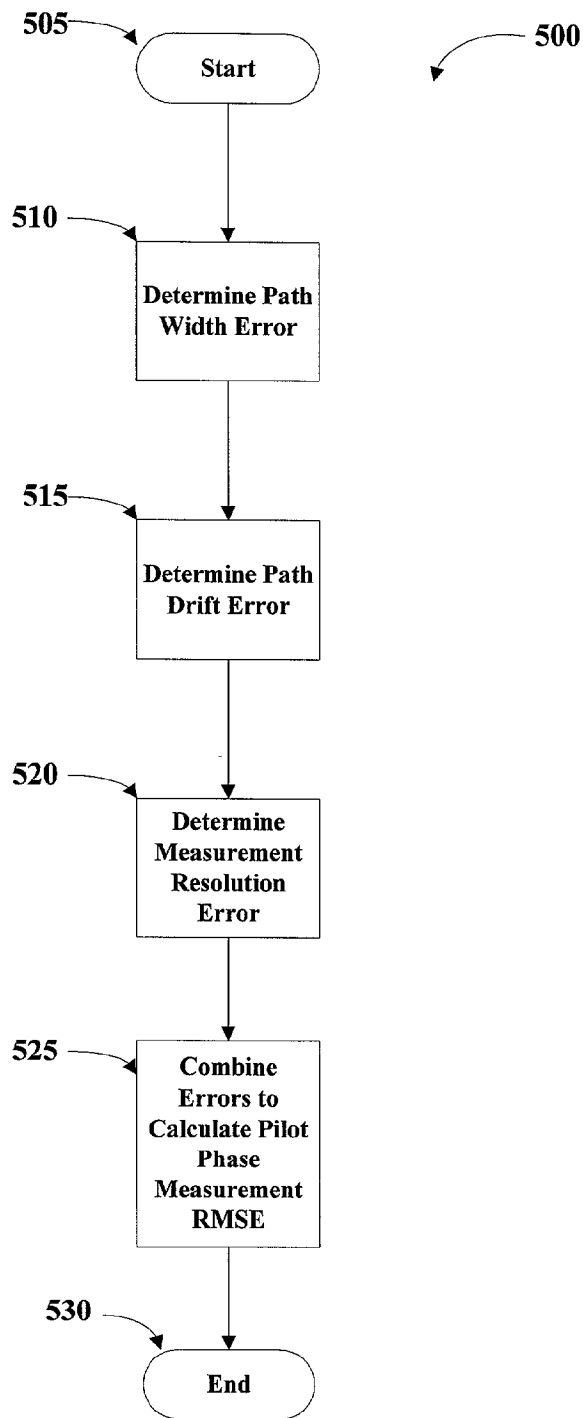 505
Start
500
510
Determine Path
Width Error
515
Determine Path
Drift Error
520
Determine
Measurement
Resolution
Error
525
Combine
Errors to
Calculate Pilot
Phase
Measurement
RMSE
530
End